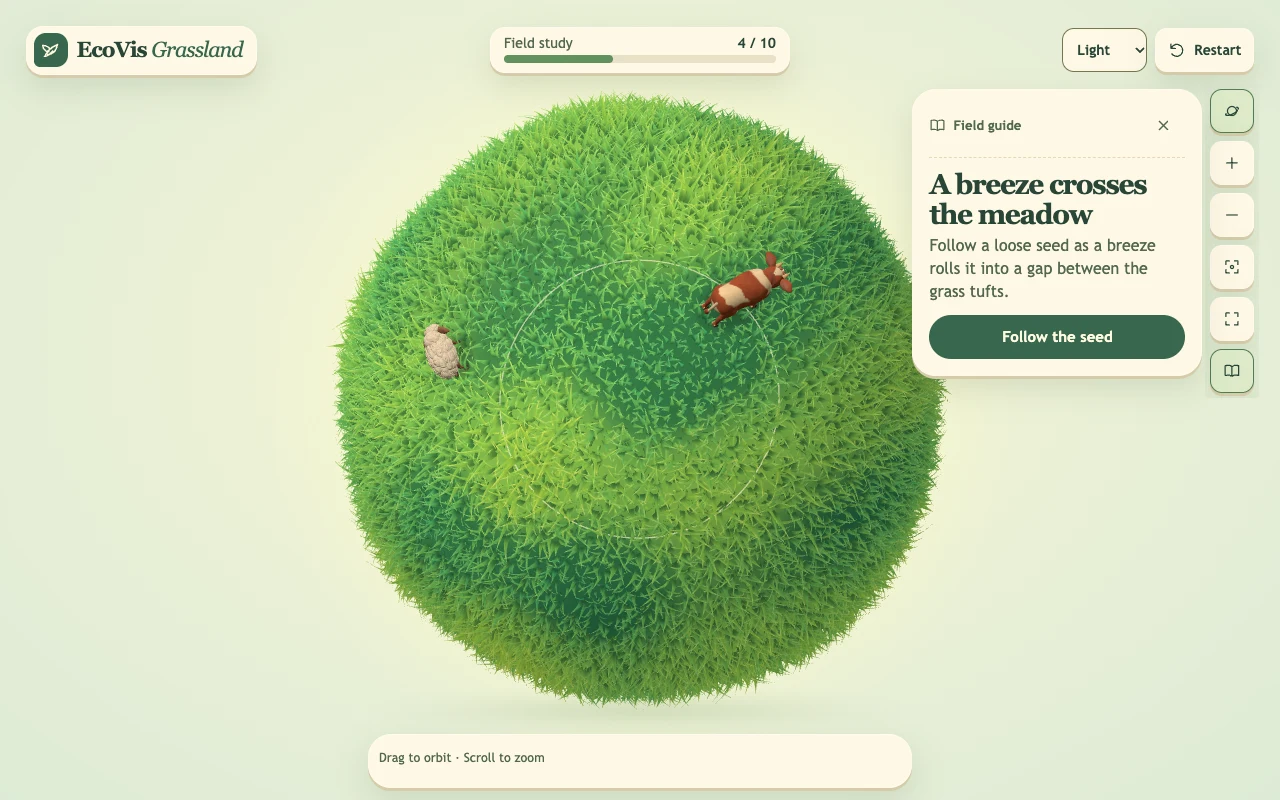 EcoVis Grassland
Field study 4 / 10
Light
Restart
Field guide
A breeze crosses
the meadow
Follow a loose seed as a breeze
rolls it into a gap between the
grass tufts.
Follow the seed
Drag to orbit · Scroll to zoom